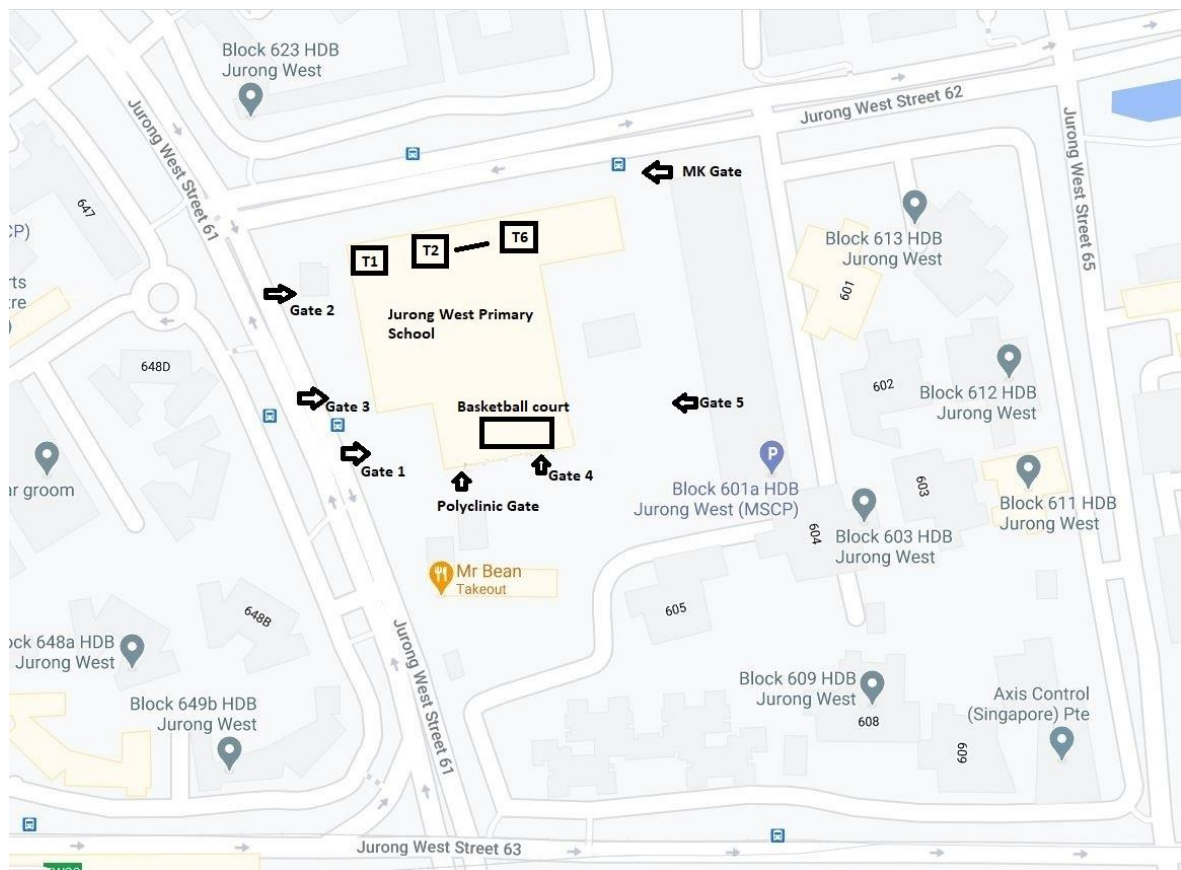 Block 623 HDB
Jurong West
Jurong West Street 62
Jurong West Street 61
MK Gate
647
CP)
T1
T2
T6
Block 613 HDB
Jurong West
Jurong West Street 65
601
rts
tre
Gate 2
Jurong West Primary
School
648D
602
Block 612 HDB
Jurong West
Gate 3
Basketball court
Gate 5
Gate 1
Gate 4
P
ar groom
Polyclinic Gate
Block 601a HDB
Jurong West (MSCP)
603
Block 611 HDB
Jurong West
604
Block 603 HDB
Jurong West
Mr Bean
Takeout
605
648B
ock 648a HDB
Jurong West
Jurong West Street 61
Block 609 HDB
Jurong West
Axis Control
(Singapore) Pte
Block 649b HDB
Jurong West
608
609
Jurong West Street 63